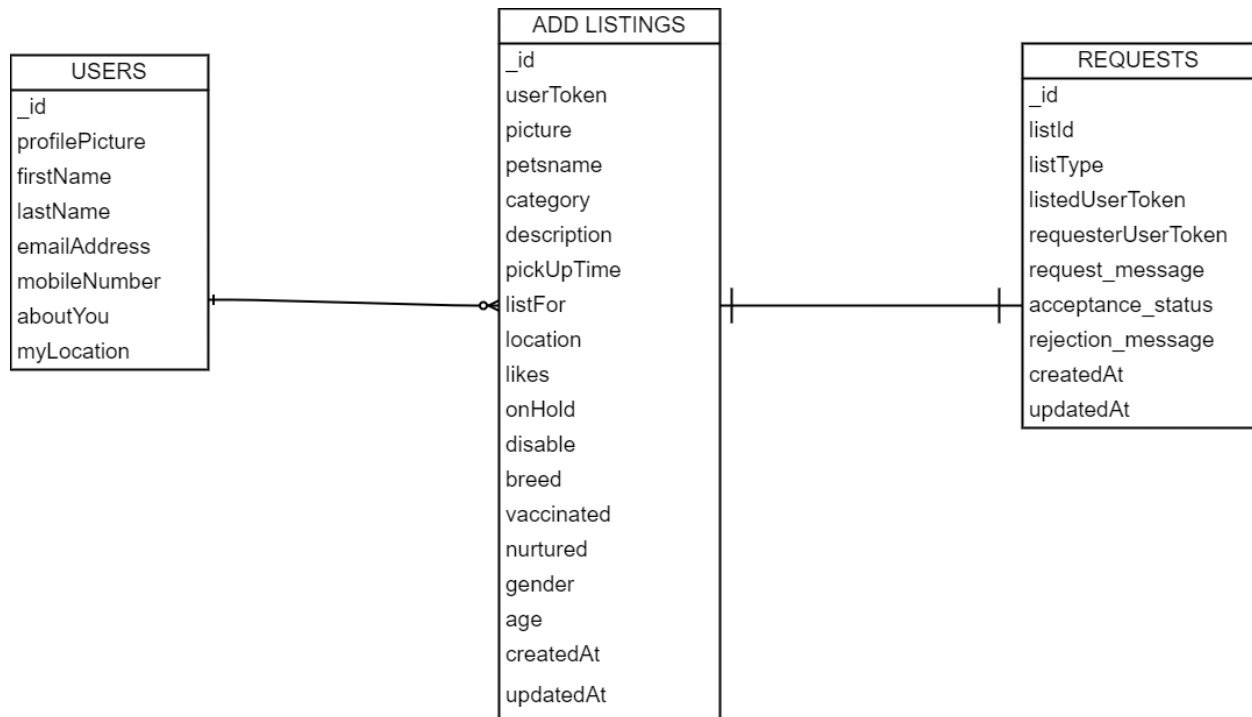 USERS
_id
profilePicture
firstName
lastName
emailAddress
mobileNumber
aboutYou
myLocation
ADD LISTINGS
_id
userToken
picture
petsname
category
description
pickUpTime
listFor
location
likes
onHold
disable
breed
vaccinated
nurtured
gender
age
createdAt
updatedAt
REQUESTS
_id
listId
listType
listedUserToken
requesterUserToken
request_message
acceptance_status
rejection_message
createdAt
updatedAt